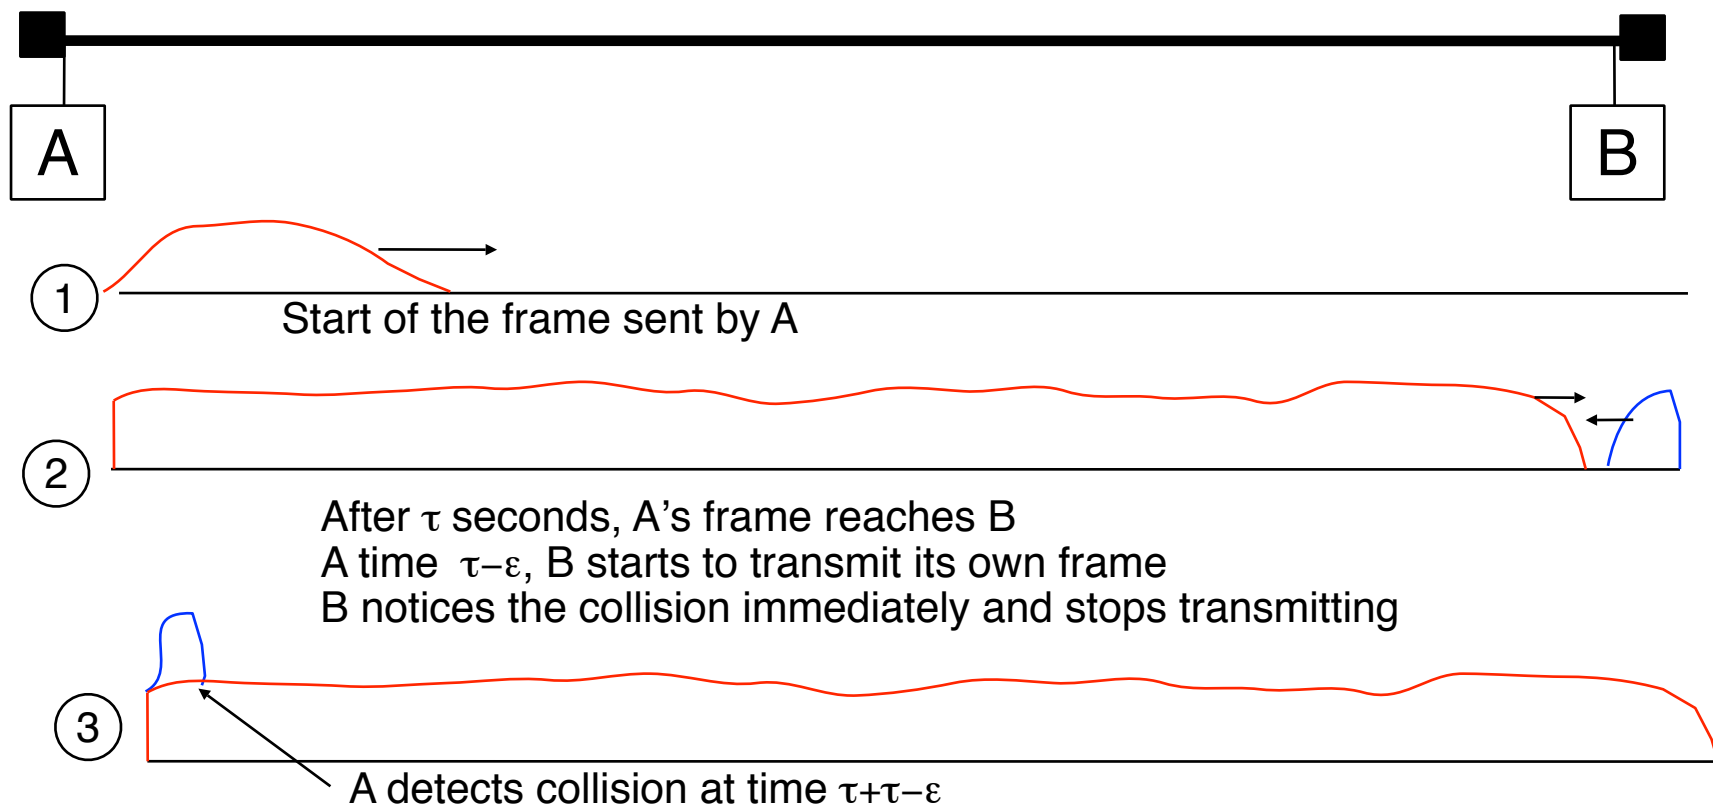 A
B
1
Start of the frame sent by A
2
After τ seconds, A’s frame reaches B
A time τ−ε, B starts to transmit its own frame
B notices the collision immediately and stops transmitting
3
A detects collision at time τ+τ−ε